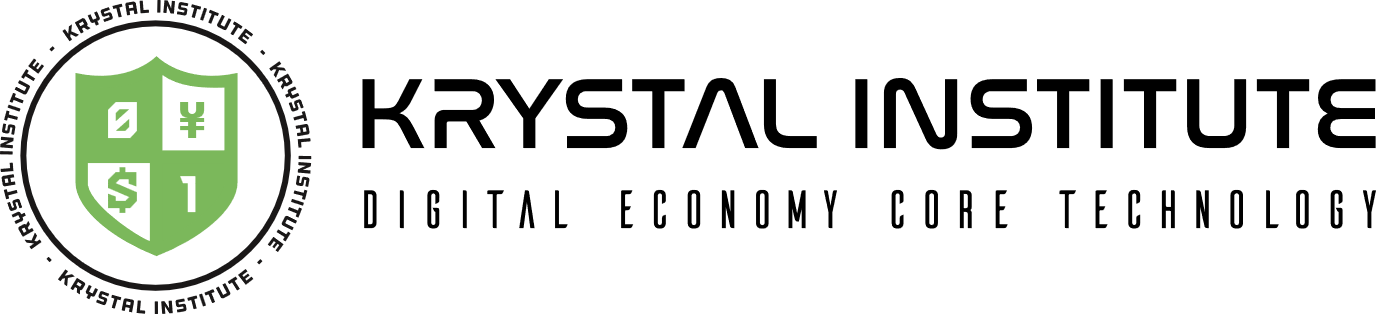 KRYSTAL INSTITUTE - KRYSTAL INSTITUTE - KRYSTAL INSTITUTE - KRYSTAL INSTITUTE -
0 ¥
$ 1
KRYSTAL INSTITUTE
DIGITAL ECONOMY CORE TECHNOLOGY